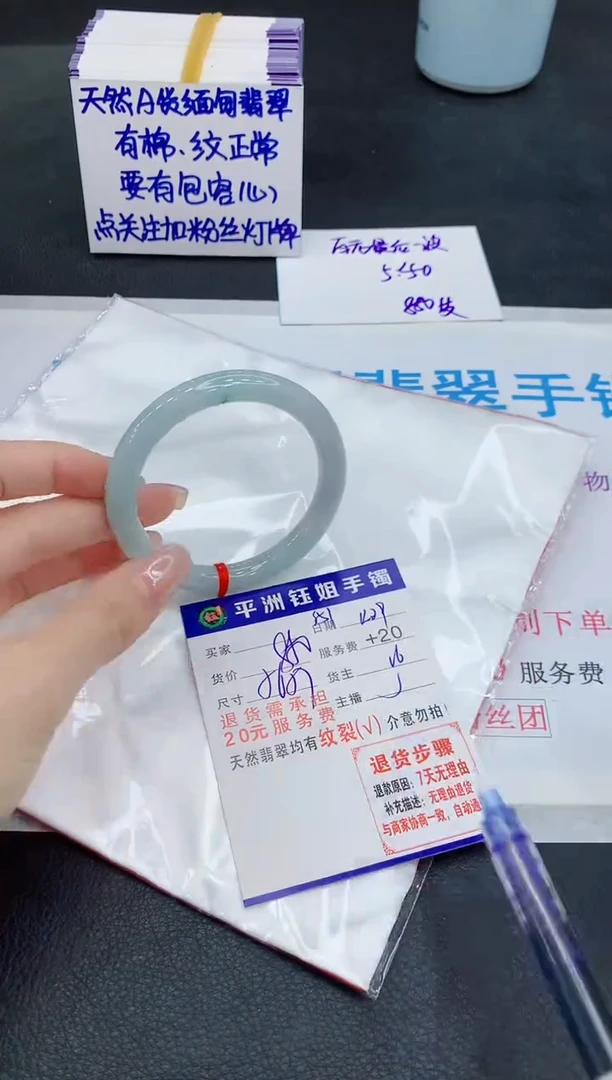 天然A货缅甸翡翠
有棉、纹正常
要有包容心
点关注加粉丝灯牌
850
翡翠手镯
物
下单
服务费
丝团
平洲钰姐手镯
买家
日期
货价
服务费 +20
尺寸
货主
主播
退货需承担
20元服务费
天然翡翠均有纹裂(√)介意勿拍!
退货步骤
退款原因:7天无理由
补充描述:无理由退货
与商家协商一致,自动退